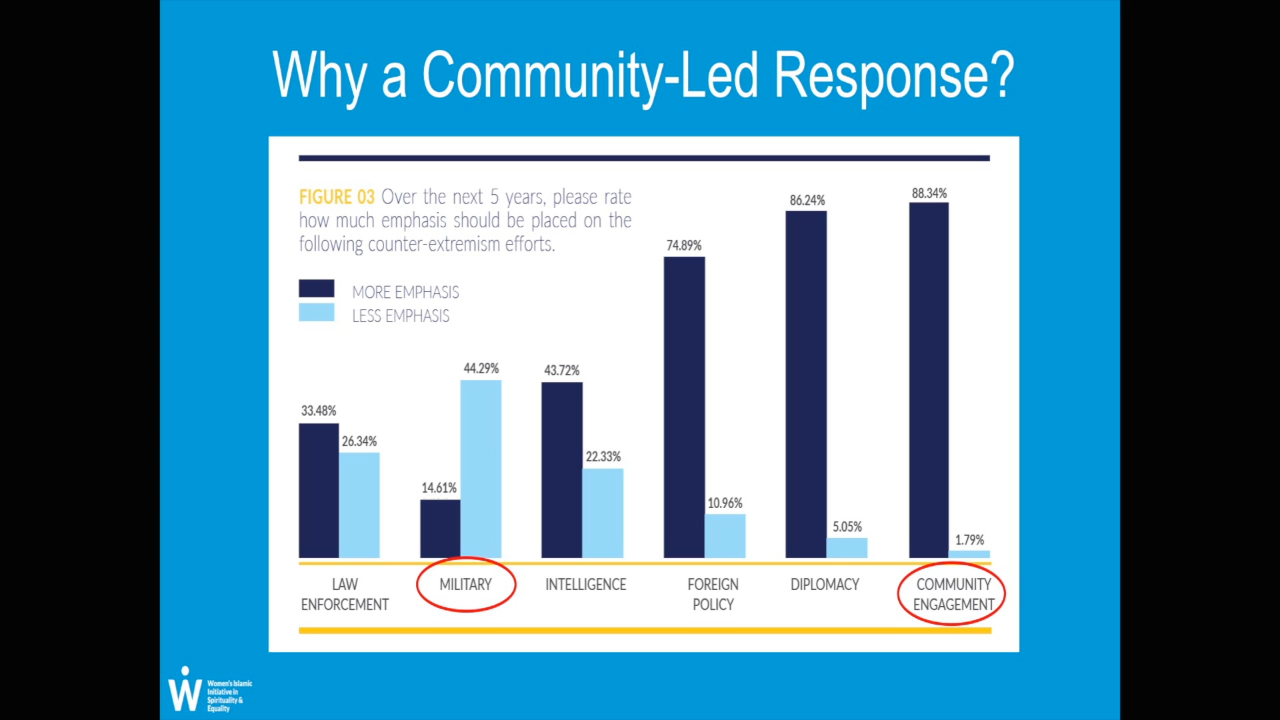 Why a Community-Led Response?
FIGURE 03 Over the next 5 years, please rate
how much emphasis should be placed on the
following counter-extremism efforts.
MORE EMPHASIS
LESS EMPHASIS
33.48%
26.34%
14.61%
44.29%
43.72%
22.33%
74.89%
10.96%
86.24%
5.05%
88.34%
1.79%
LAW
ENFORCEMENT
MILITARY
INTELLIGENCE
FOREIGN
POLICY
DIPLOMACY
COMMUNITY
ENGAGEMENT
Women's Islamic
Initiative in
Spirituality &
Equality